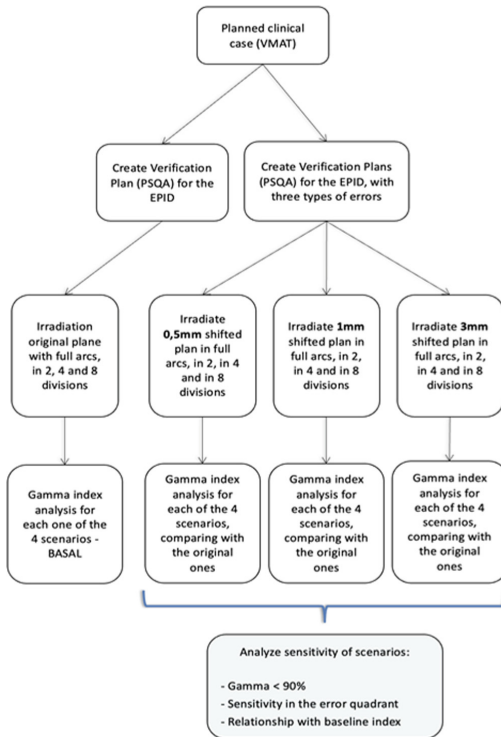 Planned clinical
case (VMAT)
Create Verification
Plan (PSQA) for the
EPID
Create Verification Plans
(PSQA) for the EPID, with
three types of errors
Irradiation
original plane
with full arcs,
in 2, 4 and 8
divisions
Irradiate
0,5mm shifted
plan in full
arcs, in 2, in 4
and in 8
divisions
Irradiate 1mm
shifted plan in
full arcs, in 2,
in 4 and in 8
divisions
Irradiate 3mm
shifted plan in
full arcs, in 2,
in 4 and in 8
divisions
Gamma index
analysis for
each one of the
4 scenarios -
BASAL
Gamma index
analysis for
each of the 4
scenarios,
comparing with
the original
ones
Gamma index
analysis for
each of the 4
scenarios,
comparing with
the original
ones
Gamma index
analysis for
each of the 4
scenarios,
comparing with
the original ones
Analyze sensitivity of scenarios:
- Gamma < 90%
- Sensitivity in the error quadrant
- Relationship with baseline index